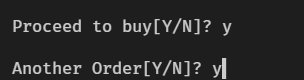 Proceed to buy[Y/N]? y
Another Order[Y/N]? y